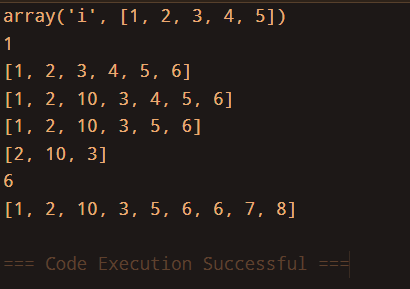 array('i', [1, 2, 3, 4, 5])
1
[1, 2, 3, 4, 5, 6]
[1, 2, 10, 3, 4, 5, 6]
[1, 2, 10, 3, 5, 6]
[2, 10, 3]
6
[1, 2, 10, 3, 5, 6, 6, 7, 8]
=== Code Execution Successful ===